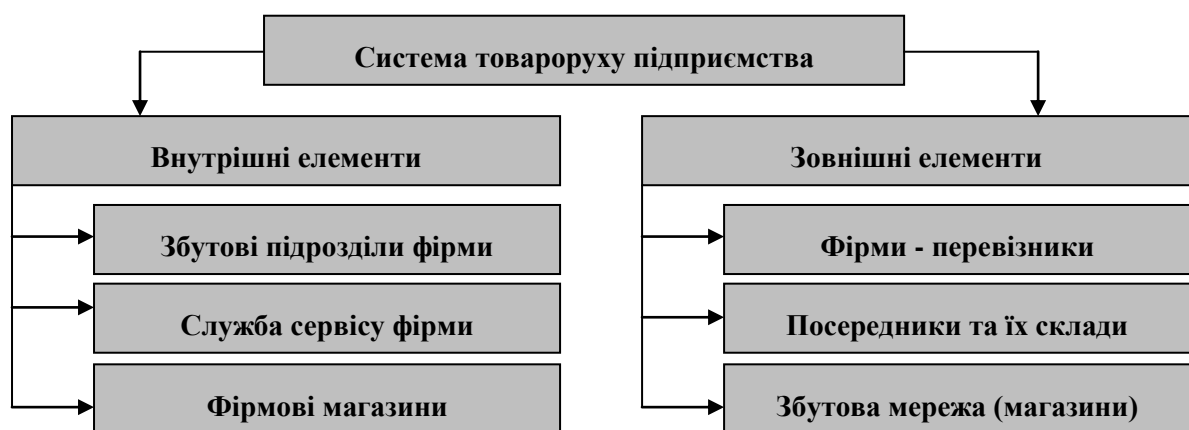 Система товароруху підприємства
Внутрішні елементи
Збутові підрозділи фірми
Служба сервісу фірми
Фірмові магазини
Зовнішні елементи
Фірми - перевізники
Посередники та їх склади
Збутова мережа (магазини)